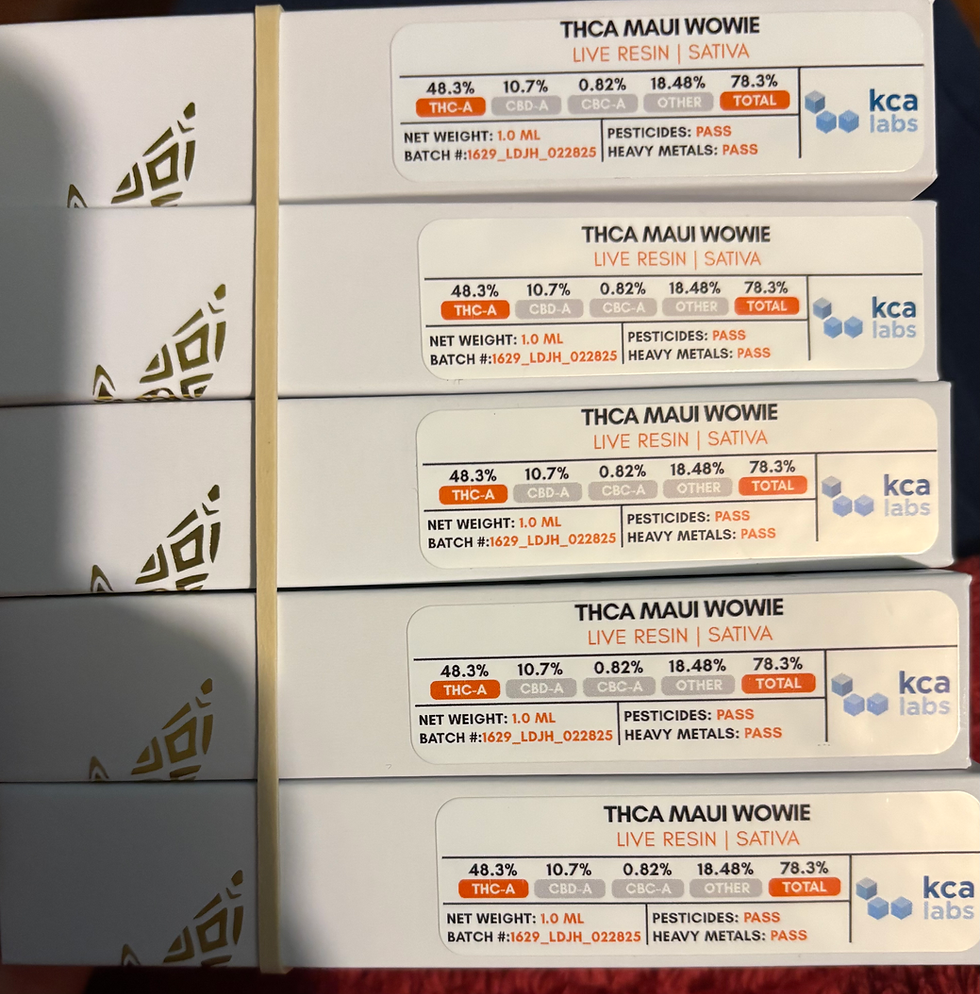 THCA MAUI WOWIE
LIVE RESIN | SATIVA
48.3% 10.7% 0.82% 18.48% 78.3%
THC-A CBD-A CBC-A OTHER TOTAL
NET WEIGHT: 1.0 ML
BATCH #:1629_LDJH_022825
PESTICIDES: PASS
HEAVY METALS: PASS
kca
labs
THCA MAUI WOWIE
LIVE RESIN | SATIVA
48.3% 10.7% 0.82% 18.48% 78.3%
THC-A CBD-A CBC-A OTHER TOTAL
NET WEIGHT: 1.0 ML
BATCH #:1629_LDJH_022825
PESTICIDES: PASS
HEAVY METALS: PASS
kca
labs
THCA MAUI WOWIE
LIVE RESIN | SATIVA
48.3% 10.7% 0.82% 18.48% 78.3%
THC-A CBD-A CBC-A OTHER TOTAL
NET WEIGHT: 1.0 ML
BATCH #:1629_LDJH_022825
PESTICIDES: PASS
HEAVY METALS: PASS
kca
labs
THCA MAUI WOWIE
LIVE RESIN | SATIVA
48.3% 10.7% 0.82% 18.48% 78.3%
THC-A CBD-A CBC-A OTHER TOTAL
NET WEIGHT: 1.0 ML
BATCH #:1629_LDJH_022825
PESTICIDES: PASS
HEAVY METALS: PASS
kca
labs
THCA MAUI WOWIE
LIVE RESIN | SATIVA
48.3% 10.7% 0.82% 18.48% 78.3%
THC-A CBD-A CBC-A OTHER TOTAL
NET WEIGHT: 1.0 ML
BATCH #:1629_LDJH_022825
PESTICIDES: PASS
HEAVY METALS: PASS
kca
labs